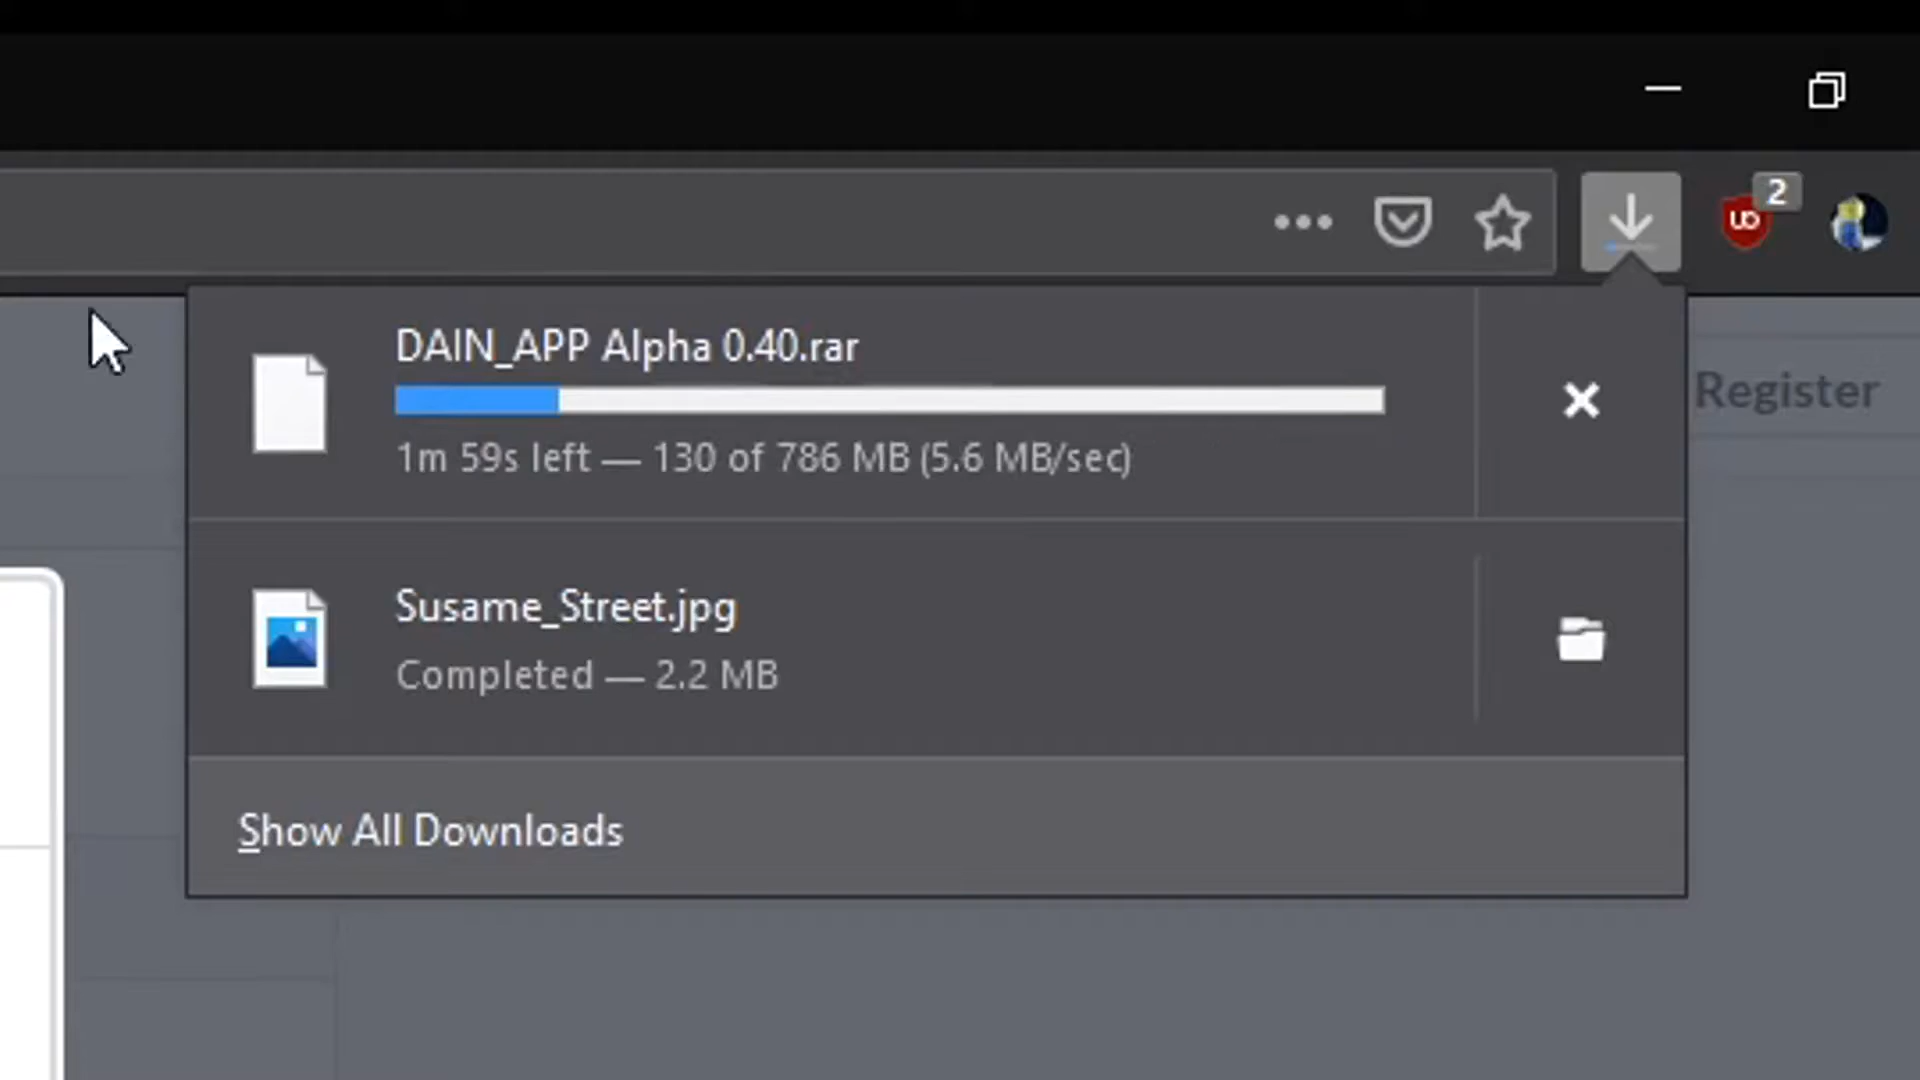 2
DAIN_APP Alpha 0.40.rar
1m 59s left — 130 of 786 MB (5.6 MB/sec)
Register
Susame_Street.jpg
Completed — 2.2 MB
Show All Downloads